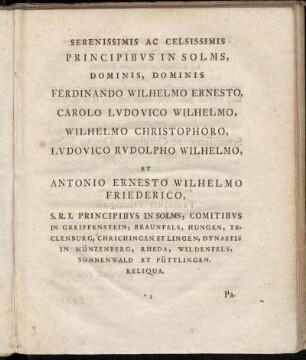 SERENISSIMIS AC CELSISSIMIS
PRINCIPIBVS IN SOLMS,
DOMINIS, DOMINIS
FERDINANDO WILHELMO ERNESTO,
CAROLO LVDOVICO WILHELMO,
WILHELMO CHRISTOPHORO,
LVDOVICO RVDOLPHO WILHELMO,
ET
ANTONIO ERNESTO WILHELMO
FRIEDERICO,
S. R. I. PRINCIPIBVS IN SOLMS, COMITIBVS
IN GREIFFENSTEIN, BRAUNFELS, HUNGEN, TE-
CLENBURG, CHRICHINGEN ET LINGEN, DYNASTIS
IN MÜNZENBERG, RHEDA, WILDENFELS,
SONNENWALD ET PÜTTLINGEN.
RELIQUA.
* 2 Pa-